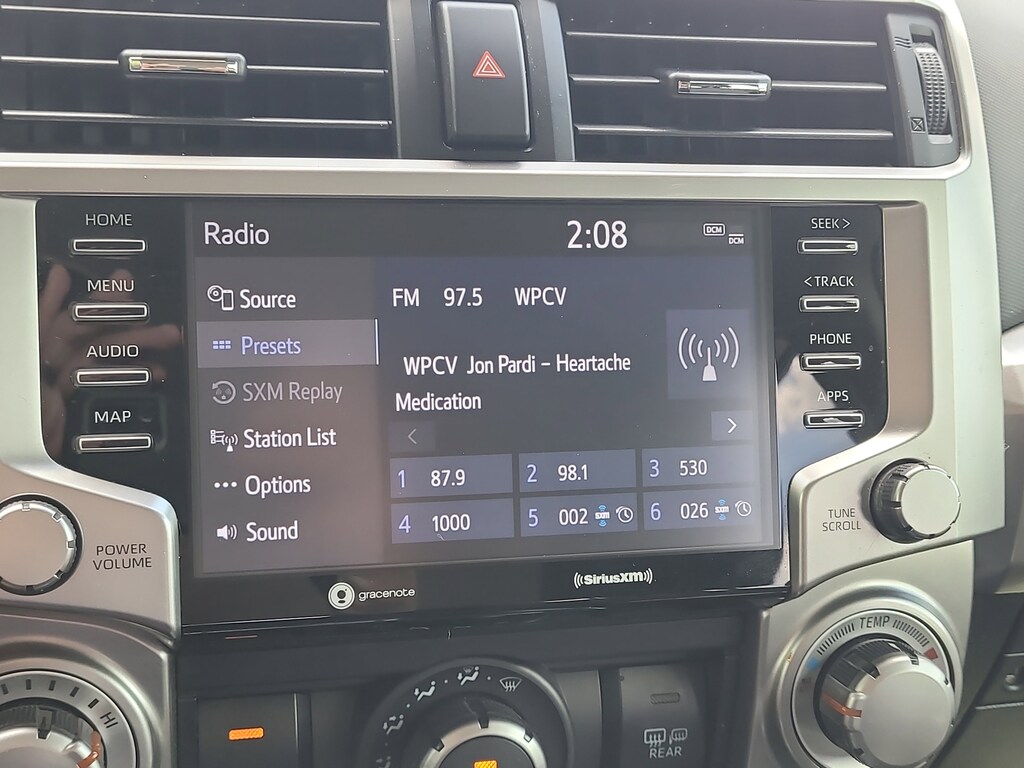 HOME
MENU
AUDIO
MAP
POWER
VOLUME
Radio
2:08
DCM
DCM
Source
Presets
SXM Replay
Station List
Options
Sound
FM 97.5 WPCV
WPCV Jon Pardi – Heartache
Medication
< >
1 87.9
2 98.1
3 530
4 1000
5 002 SXM
6 026 SXM
gracenote
((SiriusXM))
SEEK >
< TRACK
PHONE
APPS
TUNE
SCROLL
TEMP
HI
REAR